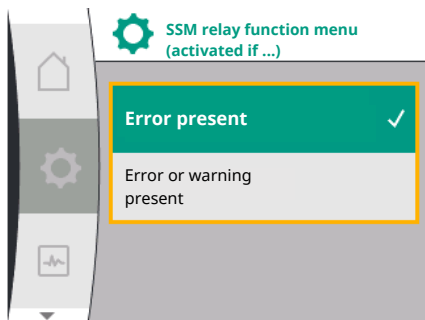 SSM relay function menu
(activated if ...)
Error present
Error or warning
present